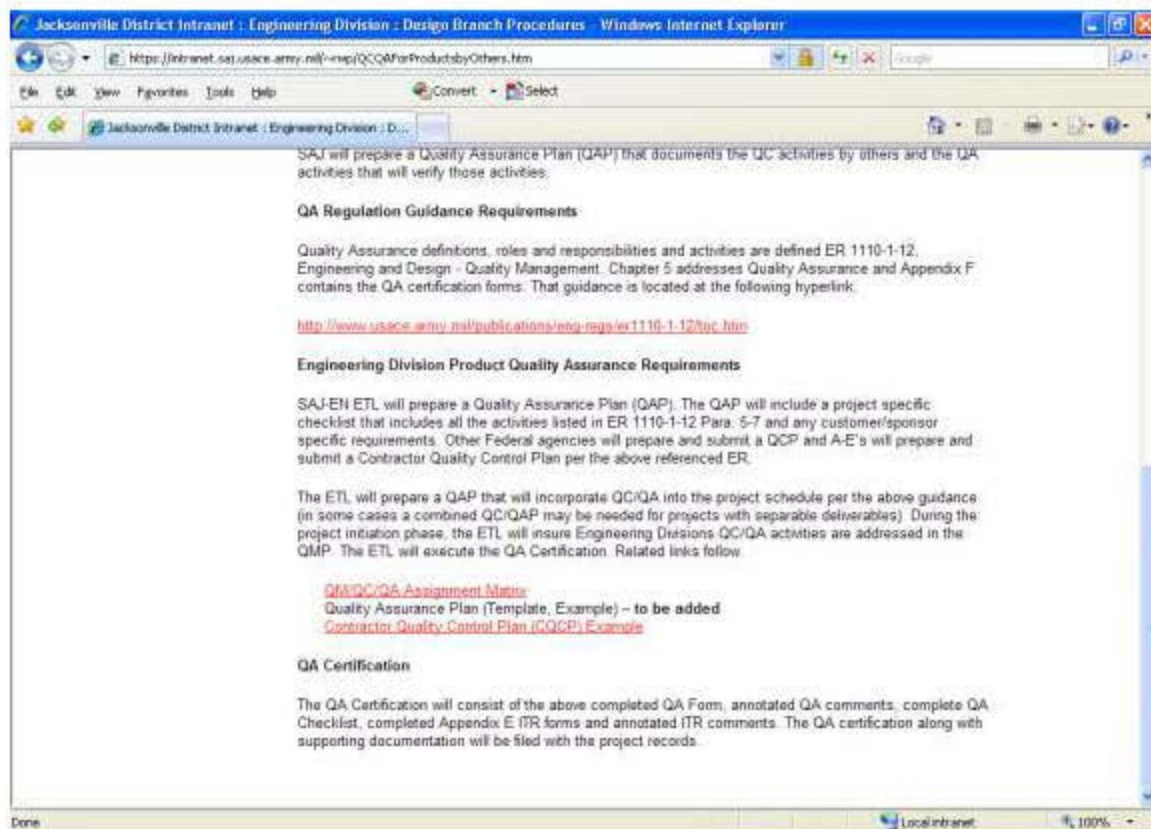 Jacksonville District Intranet : Engineering Division : Design Branch Procedures - Windows Internet Explorer
Google
File Edit View Favorites Tools Help
Convert Select
Jacksonville District Intranet : Engineering Division : D...
SAJ will prepare a Quality Assurance Plan (QAP) that documents the QC activities by others and the QA
activities that will verify those activities.
QA Regulation Guidance Requirements
Quality Assurance definitions, roles and responsibilities and activities are defined ER 1110-1-12,
Engineering and Design - Quality Management. Chapter 5 addresses Quality Assurance and Appendix F
contains the QA certification forms. That guidance is located at the following hyperlink.
http://www.usace.army.mil/publications/eng-regs/er1110-1-12/toc.htm
Engineering Division Product Quality Assurance Requirements
SAJ-EN ETL will prepare a Quality Assurance Plan (QAP). The QAP will include a project specific
checklist that includes all the activities listed in ER 1110-1-12 Para. 5-7 and any customer/sponsor
specific requirements. Other Federal agencies will prepare and submit a QCP and A-E's will prepare and
submit a Contractor Quality Control Plan per the above referenced ER.
The ETL will prepare a QAP that will incorporate QC/QA into the project schedule per the above guidance
(in some cases a combined QC/QAP may be needed for projects with separable deliverables). During the
project initiation phase, the ETL will insure Engineering Divisions QC/QA activities are addressed in the
QMP. The ETL will execute the QA Certification. Related links follow.
QM/QC/QA Assignment Matrix
Quality Assurance Plan (Template, Example) – to be added
Contractor Quality Control Plan (CQCP) Example
QA Certification
The QA Certification will consist of the above completed QA Form, annotated QA comments, complete QA
Checklist, completed Appendix E ITR forms and annotated ITR comments. The QA certification along with
supporting documentation will be filed with the project records.
Done Local intranet 100%